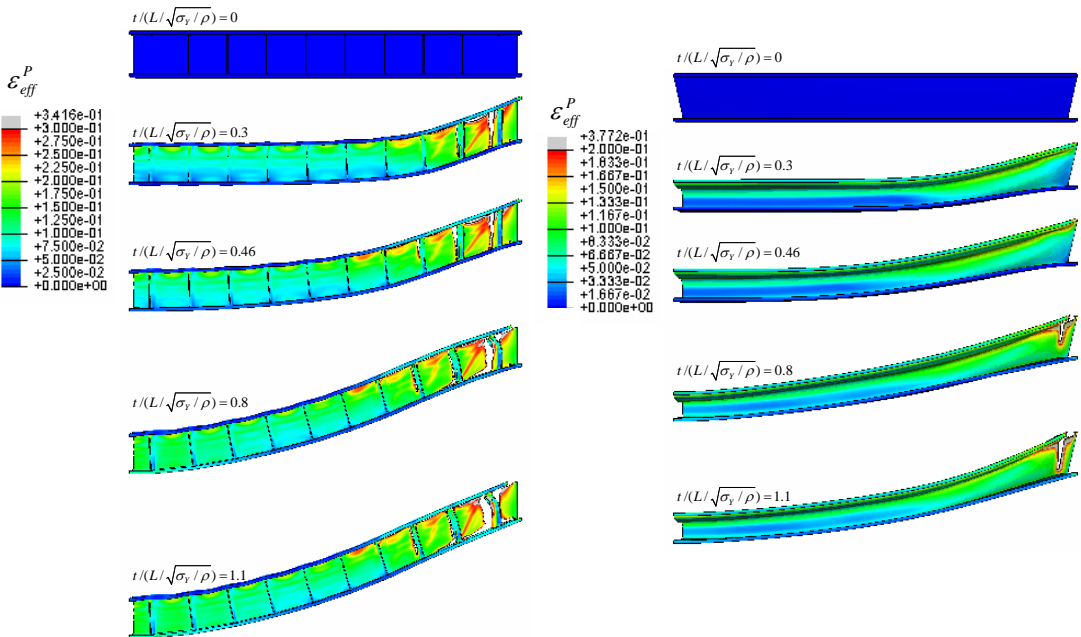 t/(L/√σ_Y/ρ)=0
ε^P_eff
+3.416e-01
+3.000e-01
+2.750e-01
+2.500e-01
+2.250e-01
+2.000e-01
+1.750e-01
+1.500e-01
+1.250e-01
+1.000e-01
+7.500e-02
+5.000e-02
+2.500e-02
+0.000e+00
t/(L/√σ_Y/ρ)=0.3
t/(L/√σ_Y/ρ)=0.46
t/(L/√σ_Y/ρ)=0.8
t/(L/√σ_Y/ρ)=1.1
t/(L/√σ_Y/ρ)=0
ε^P_eff
+3.772e-01
+2.000e-01
+1.833e-01
+1.667e-01
+1.500e-01
+1.333e-01
+1.167e-01
+1.000e-01
+8.333e-02
+6.667e-02
+5.000e-02
+3.333e-02
+1.667e-02
+0.000e+00
t/(L/√σ_Y/ρ)=0.3
t/(L/√σ_Y/ρ)=0.46
t/(L/√σ_Y/ρ)=0.8
t/(L/√σ_Y/ρ)=1.1